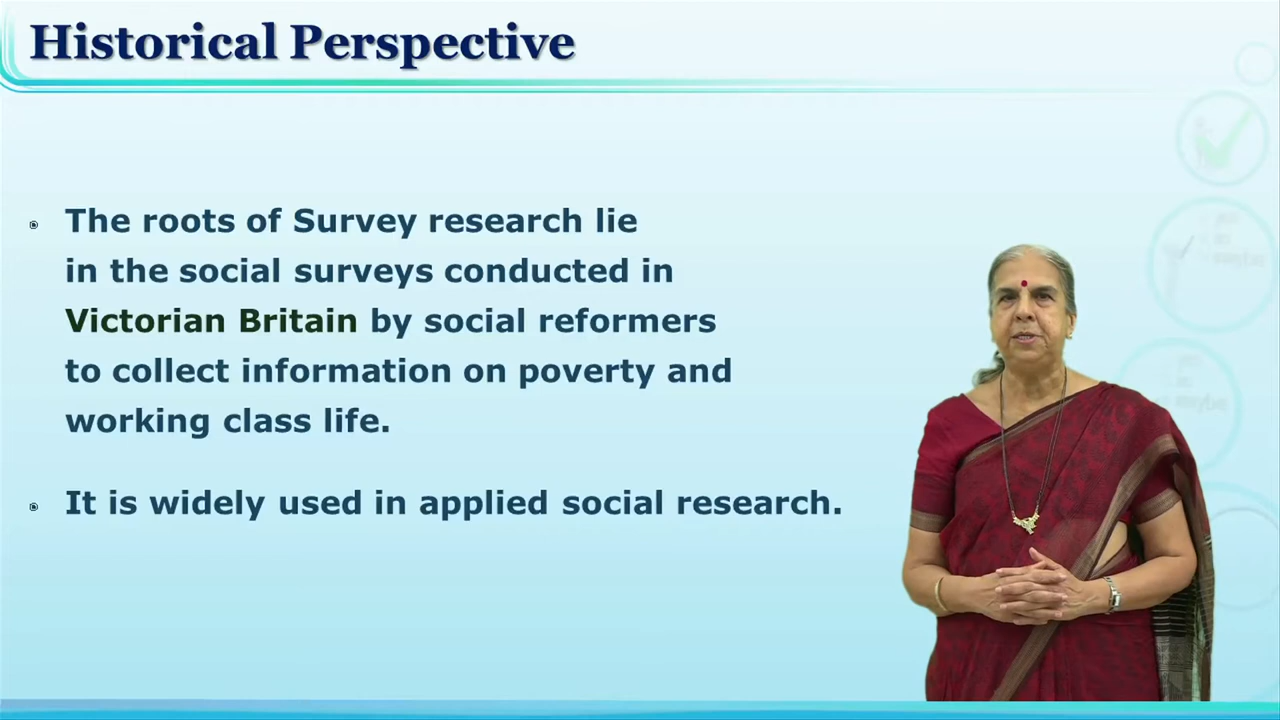 Historical Perspective
The roots of Survey research lie
in the social surveys conducted in
Victorian Britain by social reformers
to collect information on poverty and
working class life.
It is widely used in applied social research.